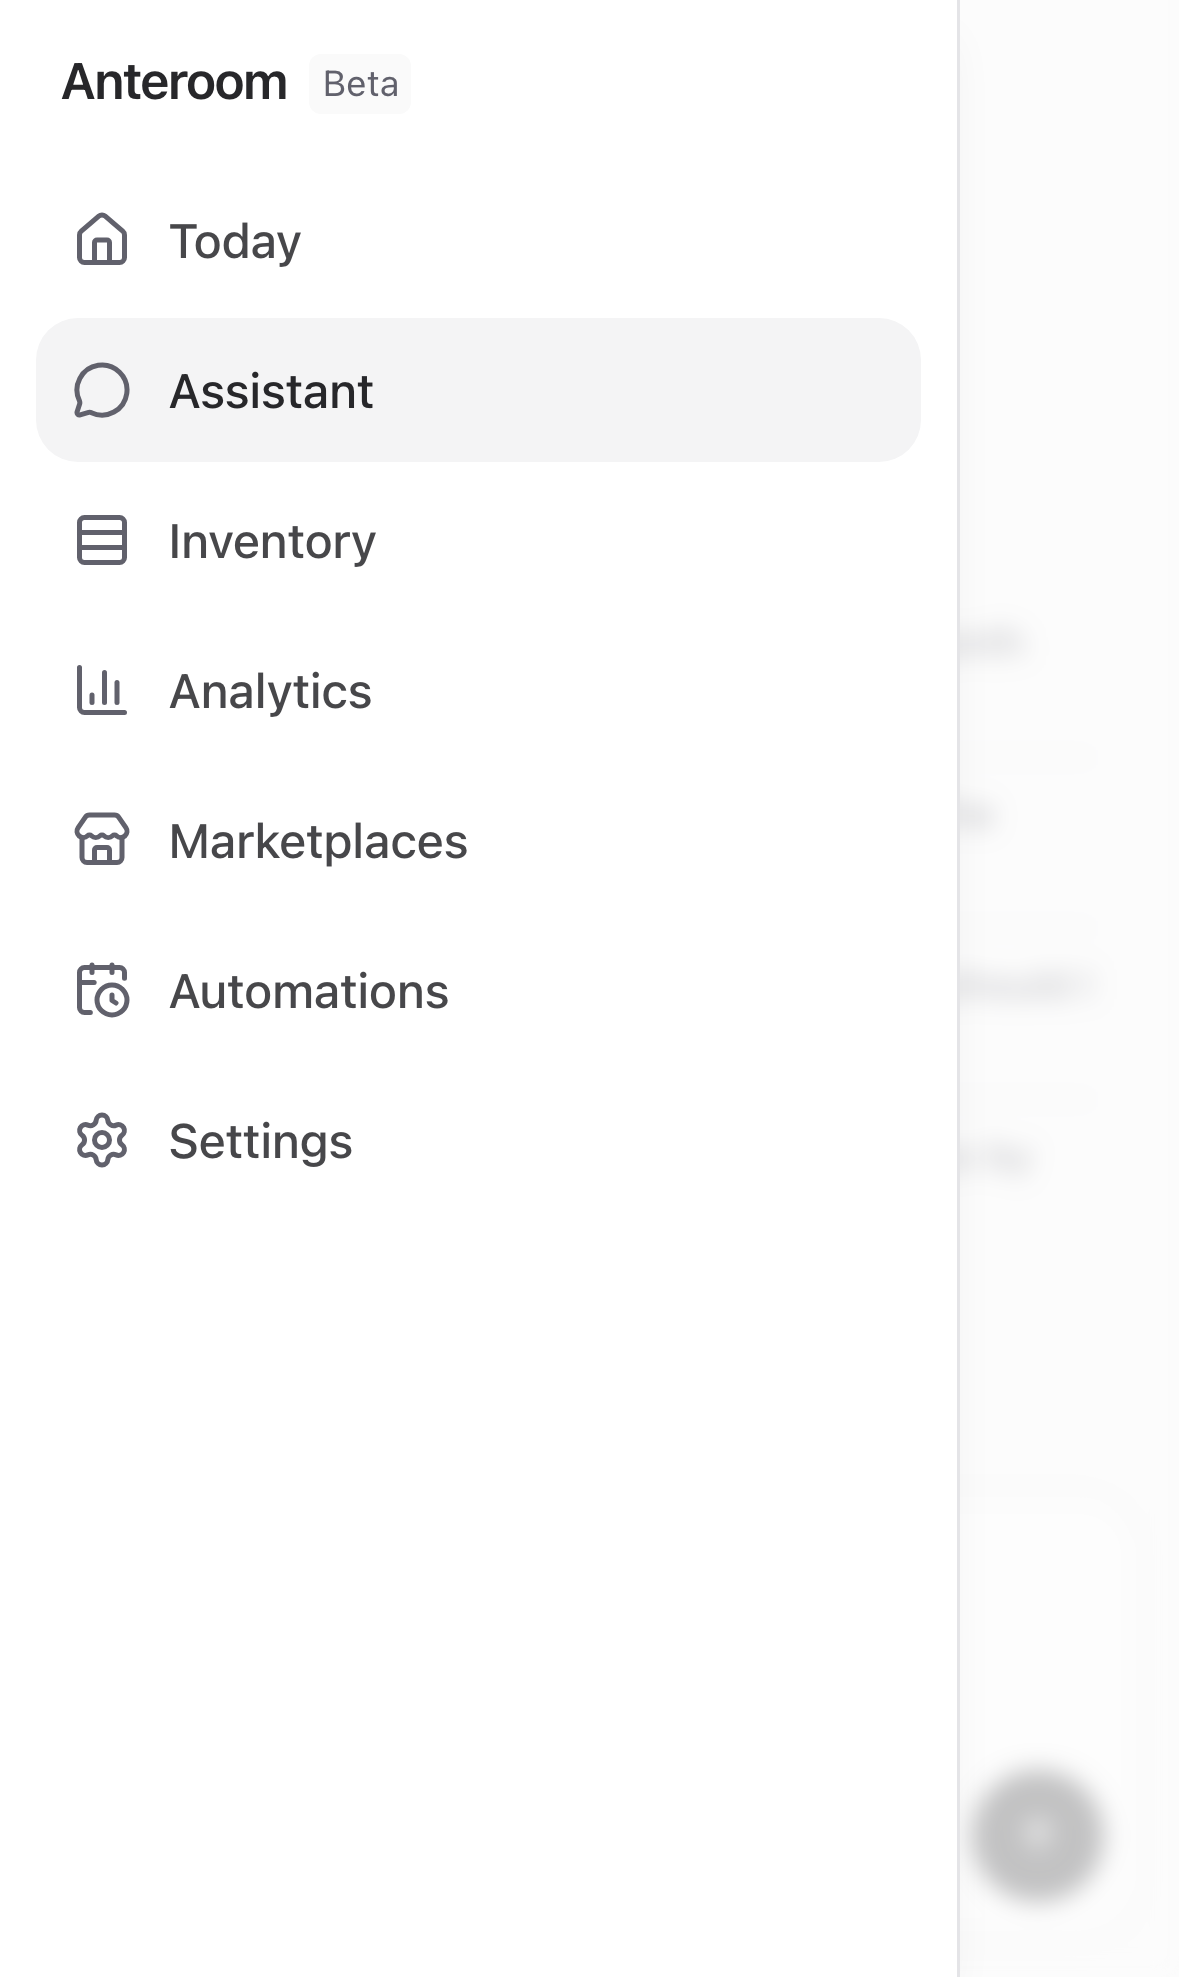 Anteroom Beta
Today
Assistant
Inventory
Analytics
Marketplaces
Automations
Settings